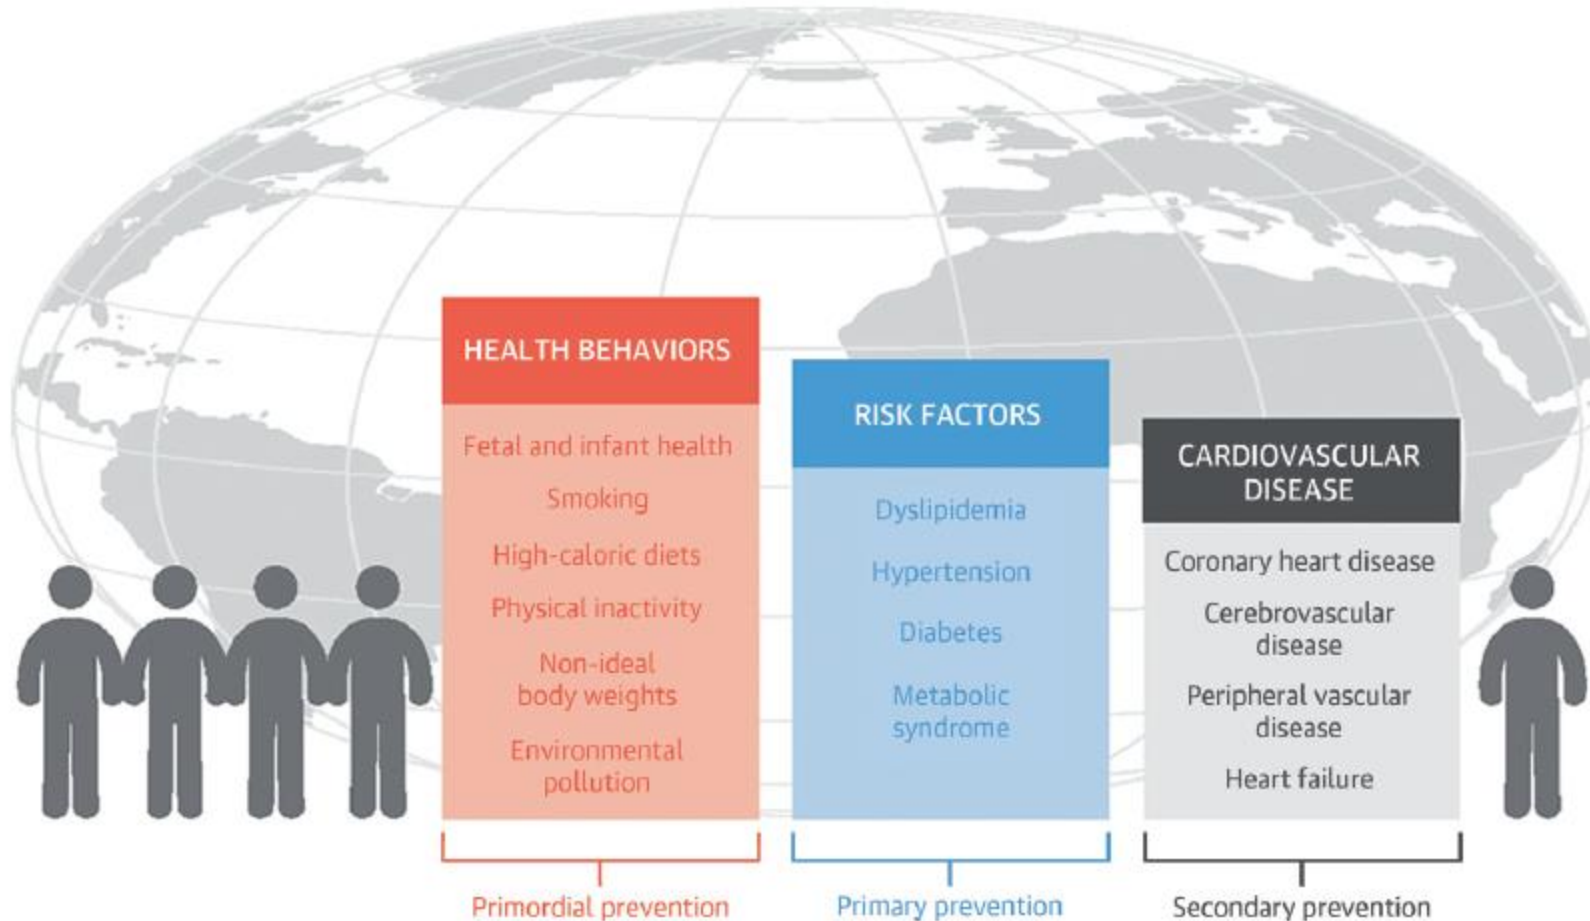 HEALTH BEHAVIORS
Fetal and infant health
Smoking
High-caloric diets
Physical inactivity
Non-ideal
body weights
Environmental
pollution
Primordial prevention
RISK FACTORS
Dyslipidemia
Hypertension
Diabetes
Metabolic
syndrome
Primary prevention
CARDIOVASCULAR
DISEASE
Coronary heart disease
Cerebrovascular
disease
Peripheral vascular
disease
Heart failure
Secondary prevention